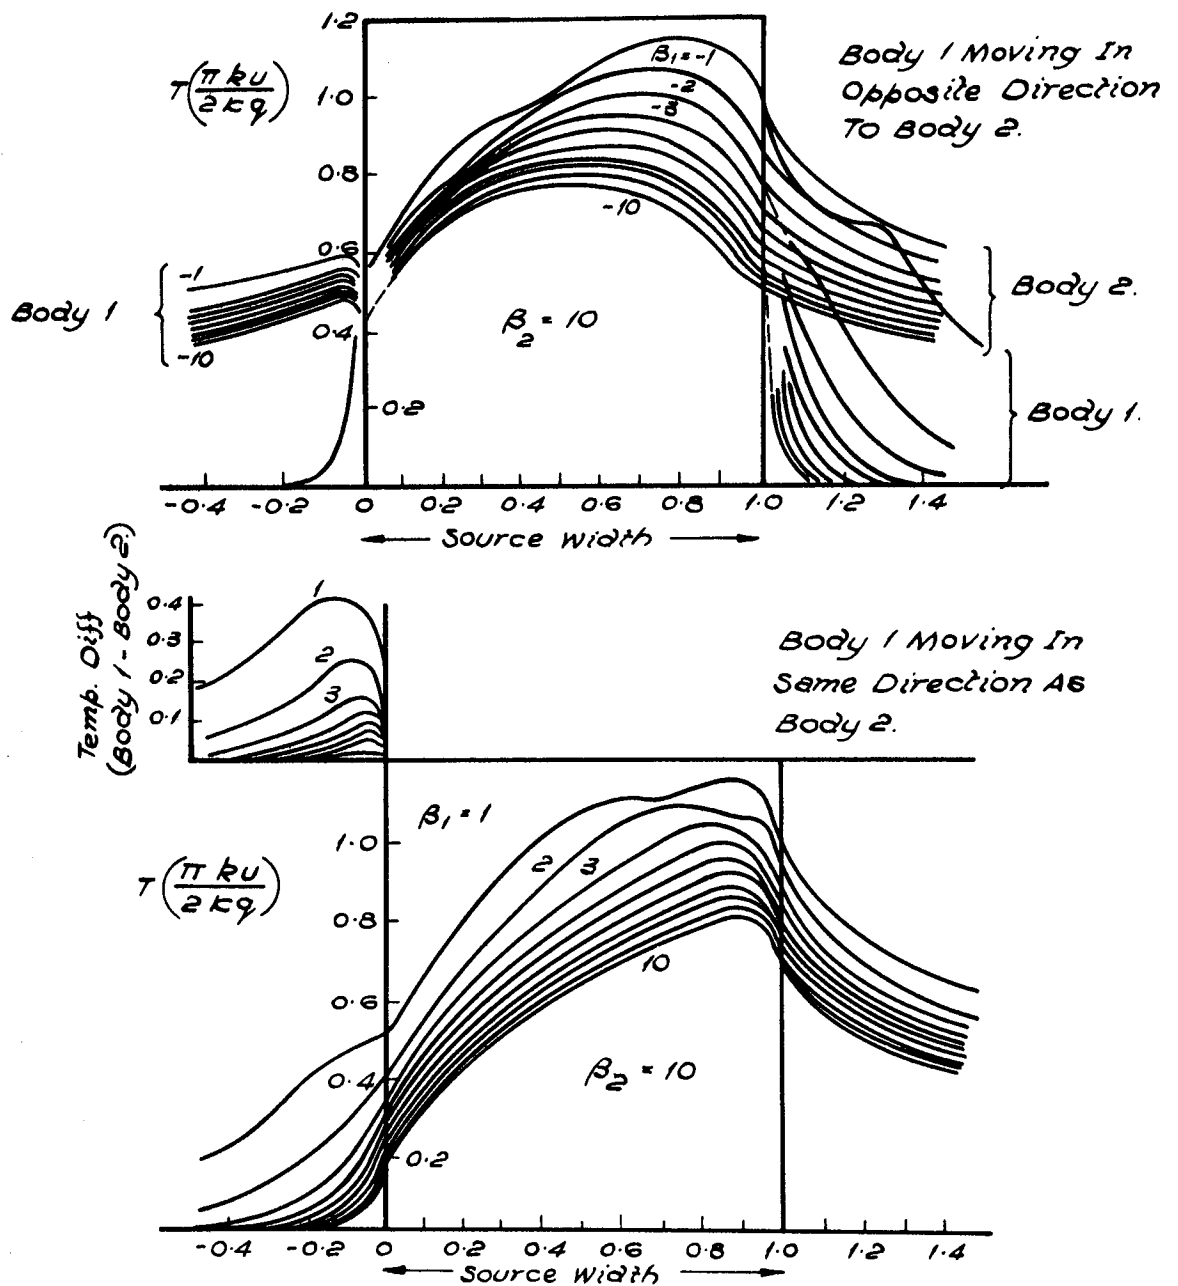 1.2
T(πku/2κq)
1.0
0.8
0.6
0.4
0.2
β₁=-1
-2
-3
-10
Body 1 Moving In
Opposite Direction
To Body 2.
Body 1
-1
-10
β₂ = 10
Body 2.
Body 1.
-0.4 -0.2 0 0.2 0.4 0.6 0.8 1.0 1.2 1.4
Source Width
Temp. Diff
(Body 1 - Body 2.)
0.4
0.3
0.2
0.1
1
2
3
Body 1 Moving In
Same Direction As
Body 2.
β₁ = 1
2 3
10
T(πku/2κq)
1.0
0.8
0.6
0.4
0.2
β₂ = 10
-0.4 -0.2 0 0.2 0.4 0.6 0.8 1.0 1.2 1.4
Source Width